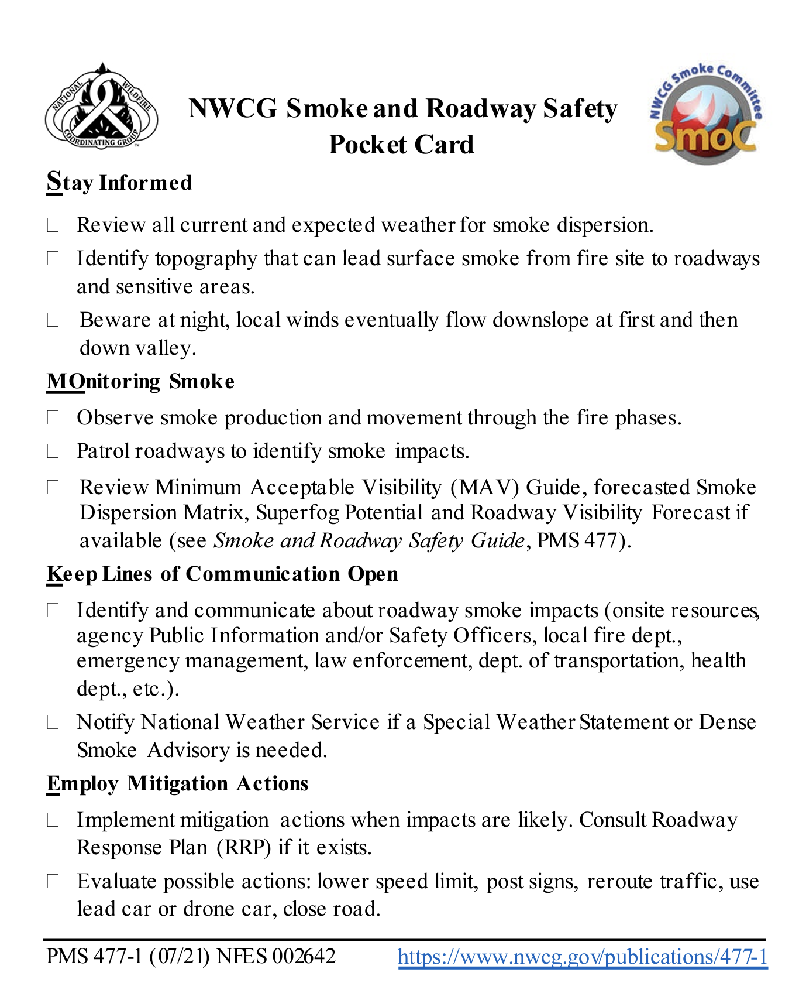 NATIONAL WILDFIRE
COORDINATING GROUP
TM
NWCG Smoke Committee
SmoC
NWCG Smoke and Roadway Safety
Pocket Card
Stay Informed
☐ Review all current and expected weather for smoke dispersion.
☐ Identify topography that can lead surface smoke from fire site to roadways
and sensitive areas.
☐ Beware at night, local winds eventually flow downslope at first and then
down valley.
MOnitoring Smoke
☐ Observe smoke production and movement through the fire phases.
☐ Patrol roadways to identify smoke impacts.
☐ Review Minimum Acceptable Visibility (MAV) Guide, forecasted Smoke
Dispersion Matrix, Superfog Potential and Roadway Visibility Forecast if
available (see Smoke and Roadway Safety Guide, PMS 477).
Keep Lines of Communication Open
☐ Identify and communicate about roadway smoke impacts (onsite resources,
agency Public Information and/or Safety Officers, local fire dept.,
emergency management, law enforcement, dept. of transportation, health
dept., etc.).
☐ Notify National Weather Service if a Special Weather Statement or Dense
Smoke Advisory is needed.
Employ Mitigation Actions
☐ Implement mitigation actions when impacts are likely. Consult Roadway
Response Plan (RRP) if it exists.
☐ Evaluate possible actions: lower speed limit, post signs, reroute traffic, use
lead car or drone car, close road.
PMS 477-1 (07/21) NFES 002642 https://www.nwcg.gov/publications/477-1